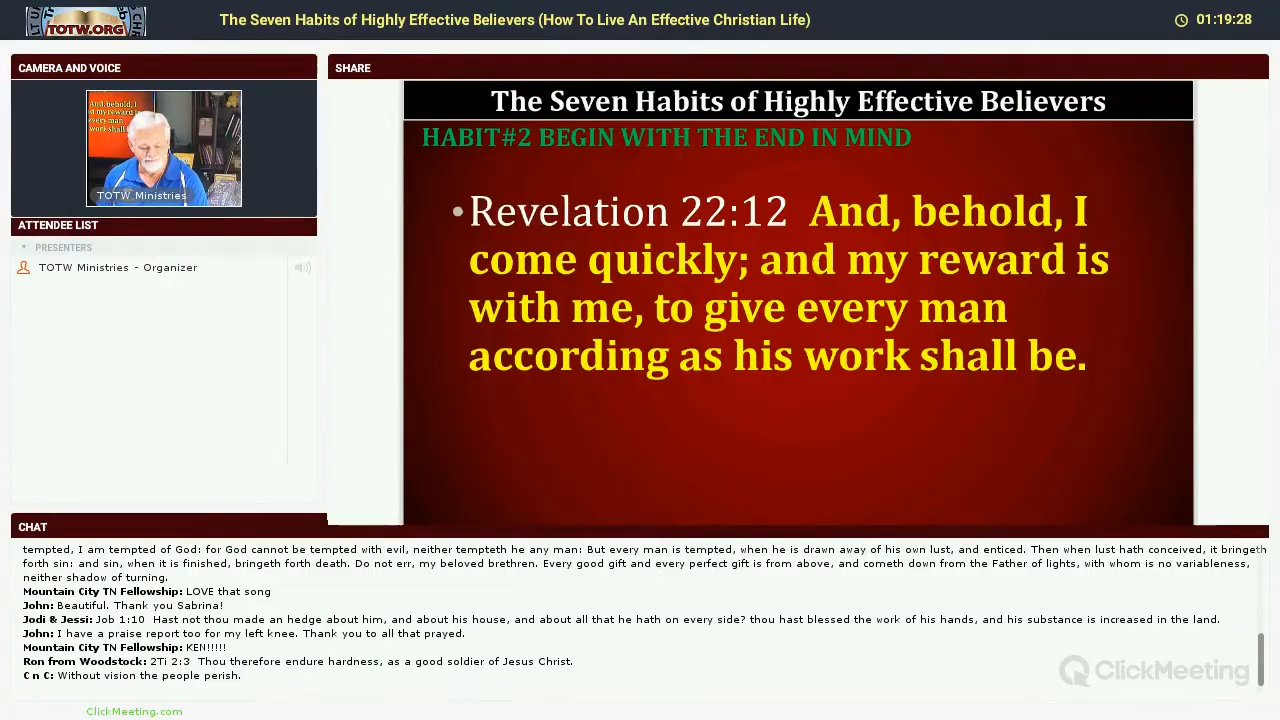 TOTW.ORG
The Seven Habits of Highly Effective Believers (How To Live An Effective Christian Life)
01:19:28
CAMERA AND VOICE
And, behold, I
every man
work shall
TOTW Ministries
ATTENDEE LIST
PRESENTERS
TOTW Ministries - Organizer
SHARE
The Seven Habits of Highly Effective Believers
HABIT#2 BEGIN WITH THE END IN MIND
•Revelation 22:12 And, behold, I
come quickly; and my reward is
with me, to give every man
according as his work shall be.
CHAT
tempted, I am tempted of God: for God cannot be tempted with evil, neither tempteth he any man: But every man is tempted, when he is drawn away of his own lust, and enticed. Then when lust hath conceived, it bringeth
forth sin: and sin, when it is finished, bringeth forth death. Do not err, my beloved brethren. Every good gift and every perfect gift is from above, and cometh down from the Father of lights, with whom is no variableness,
neither shadow of turning.
Mountain City TN Fellowship: LOVE that song
John: Beautiful. Thank you Sabrina!
Jodi & Jessi: Job 1:10 Hast not thou made an hedge about him, and about his house, and about all that he hath on every side? thou hast blessed the work of his hands, and his substance is increased in the land.
John: I have a praise report too for my left knee. Thank you to all that prayed.
Mountain City TN Fellowship: KEN!!!!!
Ron from Woodstock: 2Ti 2:3 Thou therefore endure hardness, as a good soldier of Jesus Christ.
C n C: Without vision the people perish.
ClickMeeting
ClickMeeting.com